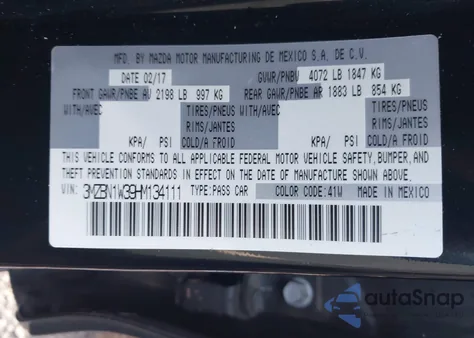 MFD. BY MAZDA MOTOR MANUFACTURING DE MEXICO S.A. DE C.V.
DATE 02/17 GVWR/PNBV 4072 LB 1847 KG
FRONT GAWR/PNBE AV 2198 LB 997 KG REAR GAWR/PNBE AR 1883 LB 854 KG
WITH/AVEC TIRES/PNEUS WITH/AVEC TIRES/PNEUS
RIMS/JANTES RIMS/JANTES
KPA/ PSI COLD/A FROID KPA/ PSI COLD/A FROID
THIS VEHICLE CONFORMS TO ALL APPLICABLE FEDERAL MOTOR VEHICLE SAFETY, BUMPER, AND
THEFT PREVENTION STANDARDS IN EFFECT ON THE DATE OF MANUFACTURE SHOWN ABOVE.
VIN: 3MZBN1W39HM134111 TYPE:PASS CAR COLOR CODE:41W MADE IN MEXICO
autoSnap